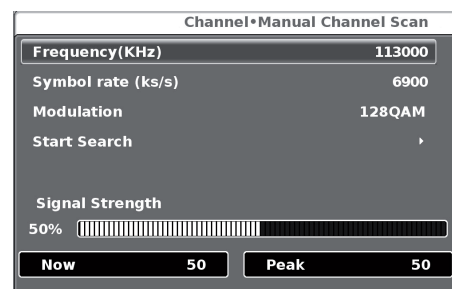 Channel•Manual Channel Scan
Frequency(KHz) 113000
Symbol rate (ks/s) 6900
Modulation 128QAM
Start Search
Signal Strength
50%
Now 50 Peak 50